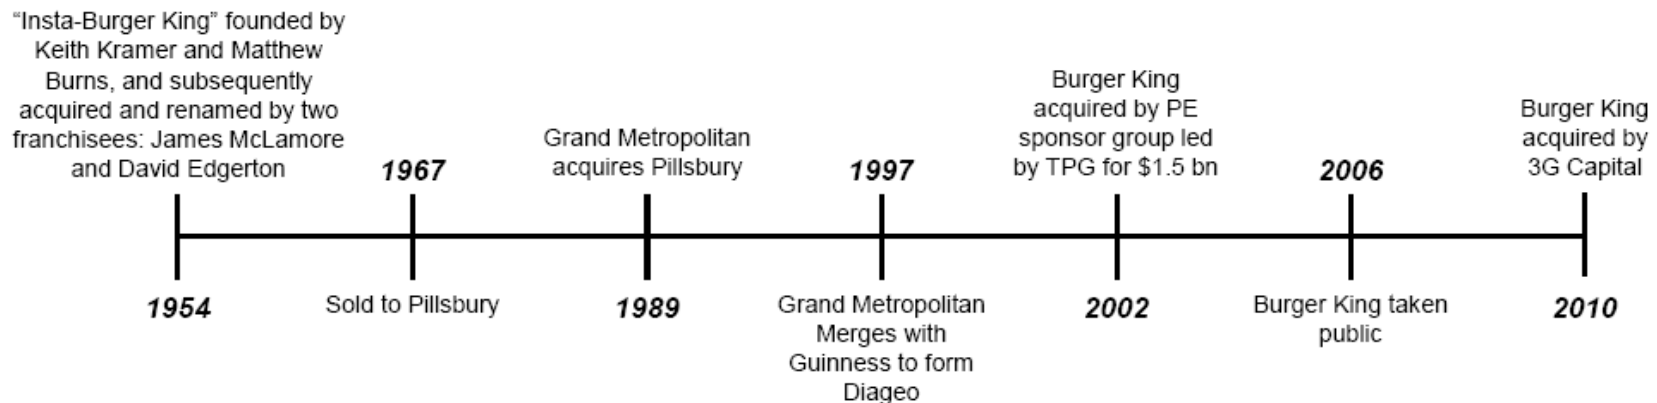 “Insta-Burger King” founded by
Keith Kramer and Matthew
Burns, and subsequently
acquired and renamed by two
franchisees: James McLamore
and David Edgerton
1954
1967
Sold to Pillsbury
Grand Metropolitan
acquires Pillsbury
1989
1997
Grand Metropolitan
Merges with
Guinness to form
Diageo
Burger King
acquired by PE
sponsor group led
by TPG for $1.5 bn
2002
2006
Burger King taken
public
Burger King
acquired by
3G Capital
2010